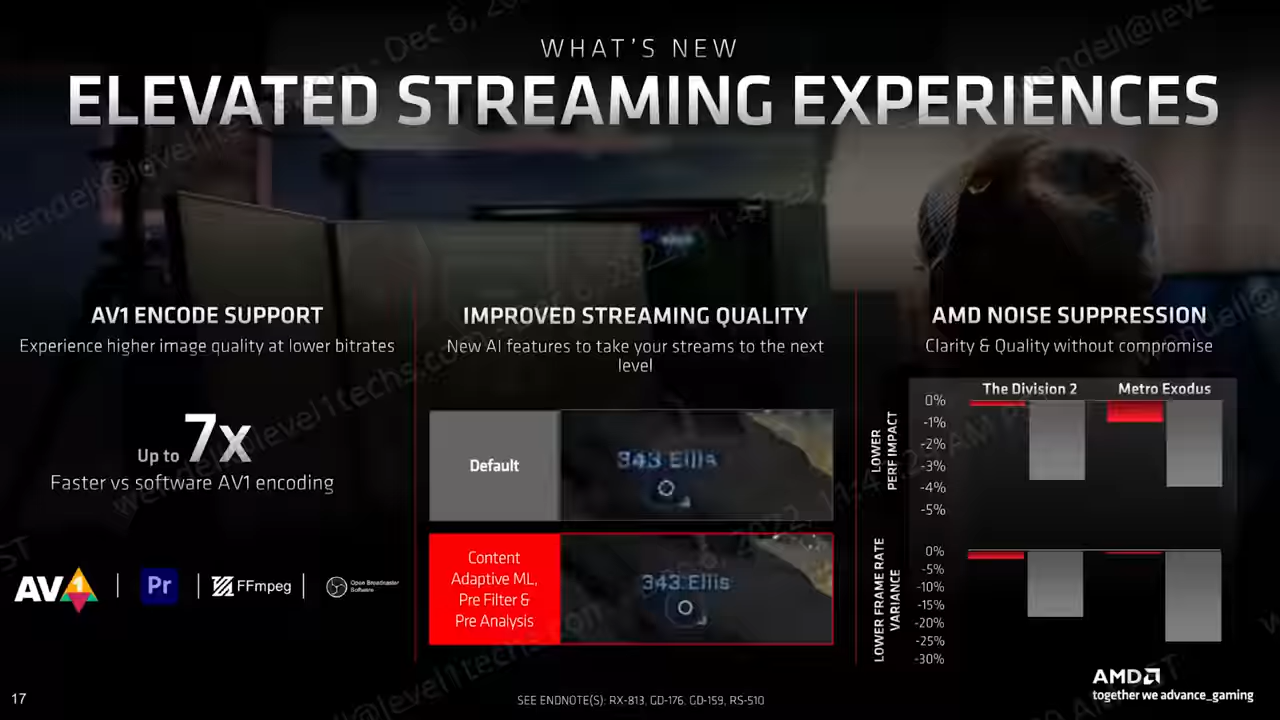 WHAT'S NEW
ELEVATED STREAMING EXPERIENCES
AV1 ENCODE SUPPORT
Experience higher image quality at lower bitrates
Up to 7x
Faster vs software AV1 encoding
AV1
Pr
FFmpeg
Open Broadcaster
Software
IMPROVED STREAMING QUALITY
New AI features to take your streams to the next
level
Default
343 Ellis
Content
Adaptive ML,
Pre Filter &
Pre Analysis
343 Ellis
AMD NOISE SUPPRESSION
Clarity & Quality without compromise
The Division 2
Metro Exodus
LOWER
PERF IMPACT
0%
-1%
-2%
-3%
-4%
-5%
LOWER FRAME RATE
VARIANCE
0%
-5%
-10%
-15%
-20%
-25%
-30%
17
SEE ENDNOTE(S): RX-813, GD-176, GD-159, RS-510
AMD
together we advance_gaming